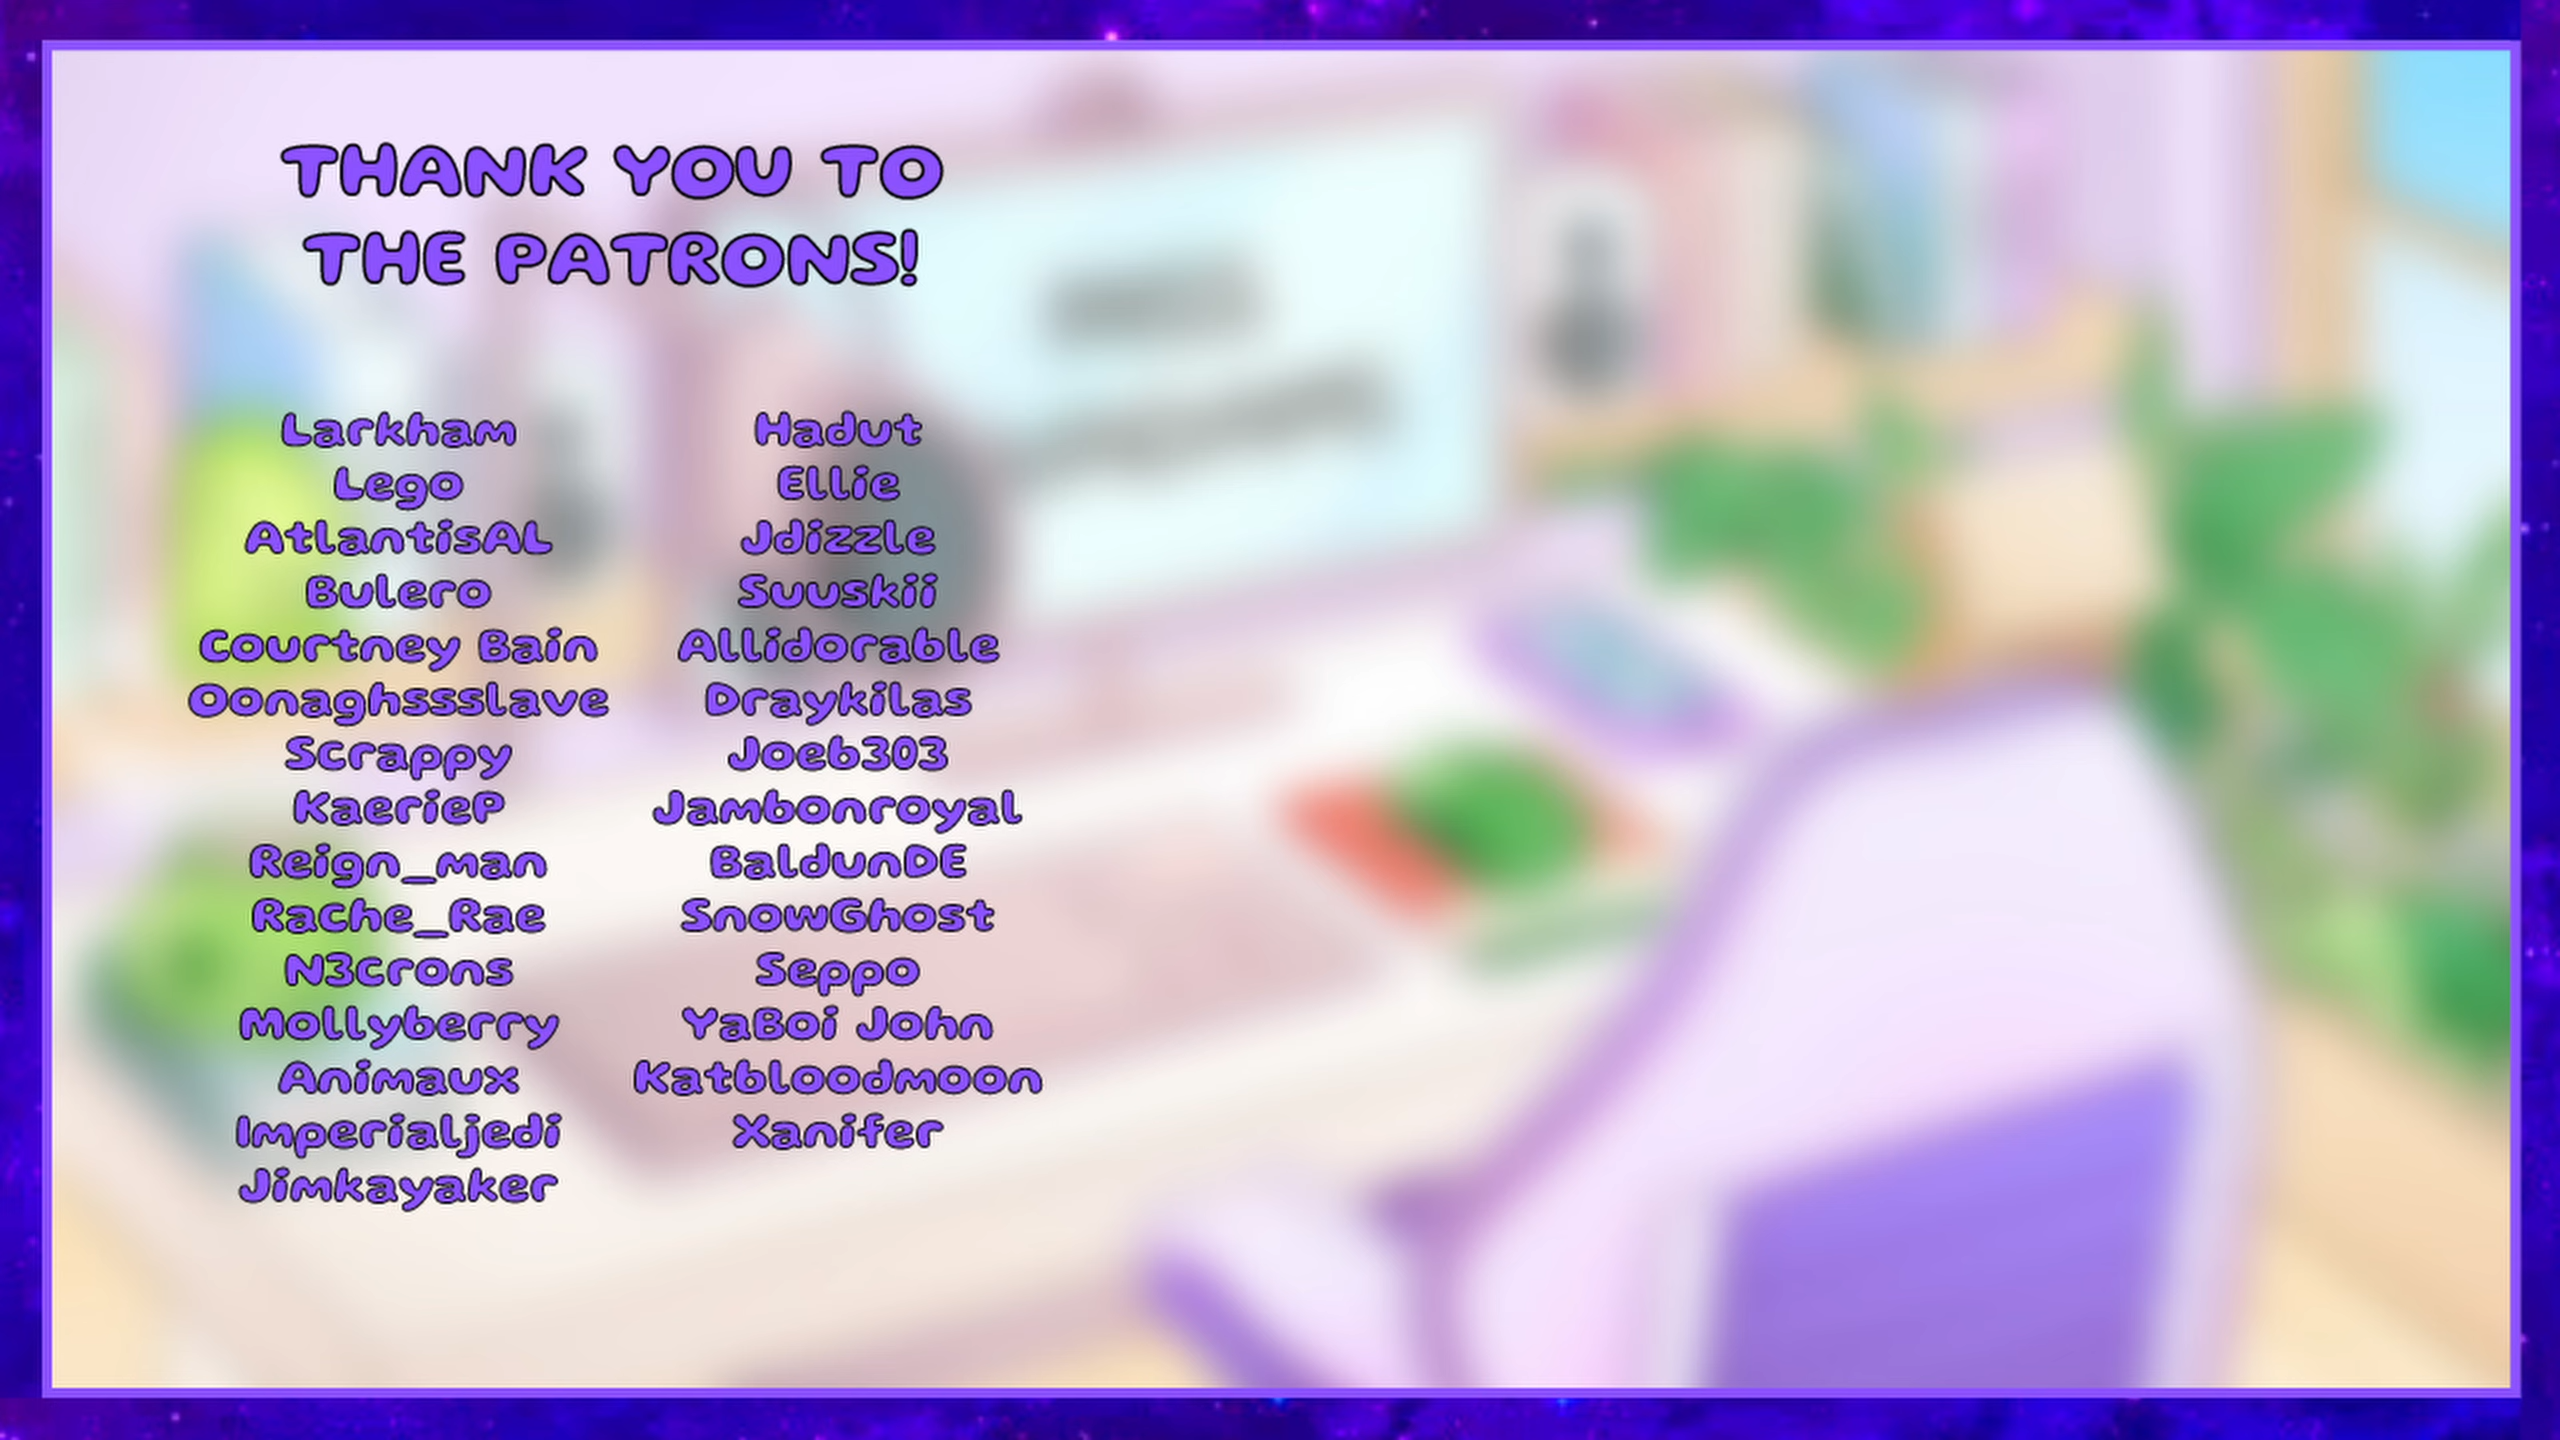 THANK YOU TO
THE PATRONS!
Larkham
Lego
AtlantisAL
Bulero
Courtney Bain
Oonaghssslave
Scrappy
KaerieP
Reign_man
Rache_Rae
N3crons
Mollyberry
Animaux
Imperialjedi
Jimkayaker
Hadut
Ellie
Jdizzle
Suuskii
Allidorable
Draykilas
Joeb303
Jambonroyal
BaldunDE
SnowGhost
Seppo
YaBoi John
Katbloodmoon
Xanifer